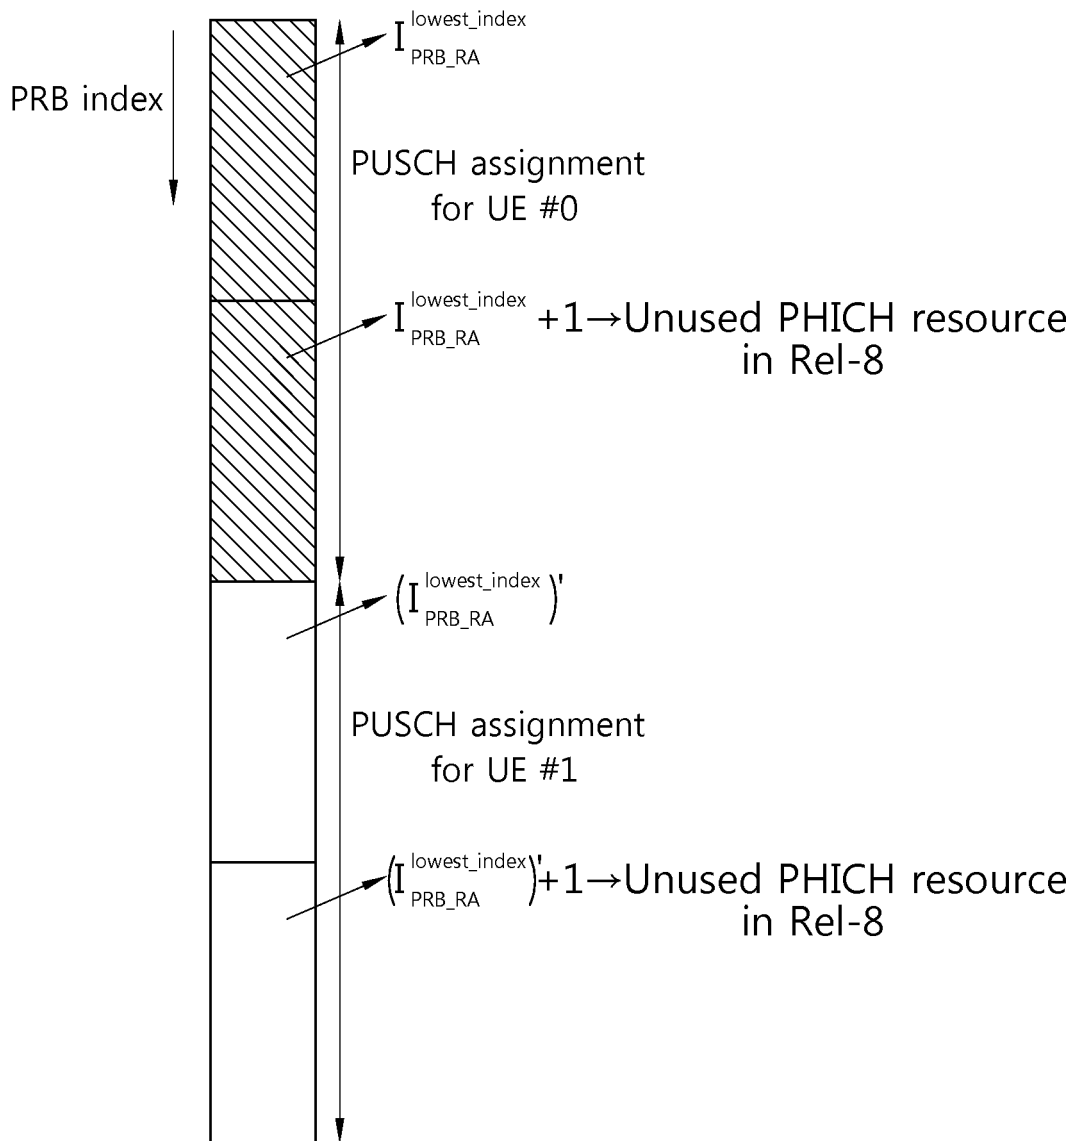 I lowest_index PRB_RA
PRB index
PUSCH assignment
for UE #0
I lowest_index PRB_RA +1→Unused PHICH resource
in Rel-8
(I lowest_index PRB_RA)'
PUSCH assignment
for UE #1
(I lowest_index PRB_RA)'+1→Unused PHICH resource
in Rel-8